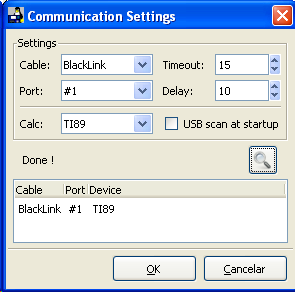 Communication Settings
Settings
Cable: BlackLink Timeout: 15
Port: #1 Delay: 10
Calc: TI89 USB scan at startup
Done !
Cable Port Device
BlackLink #1 TI89
OK Cancelar